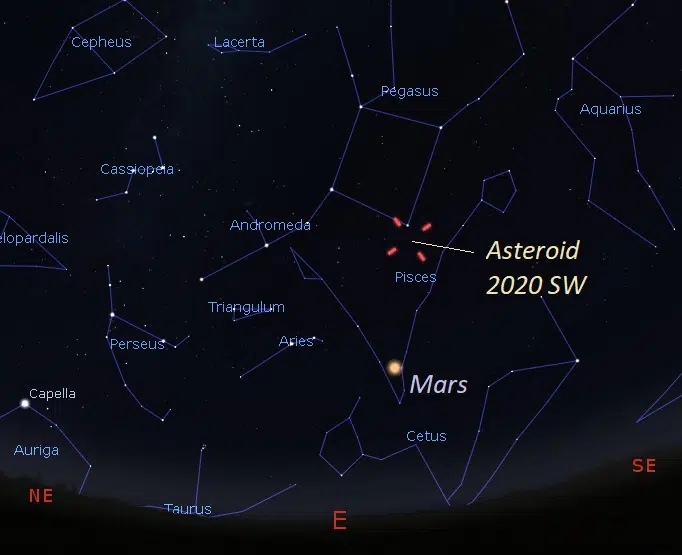 Cepheus
Lacerta
Pegasus
Aquarius
Cassiopeia
Andromeda
elopardalis
Asteroid
2020 SW
Pisces
Triangulum
Perseus
Aries
Mars
Capella
Cetus
Auriga
SE
NE
Taurus
E